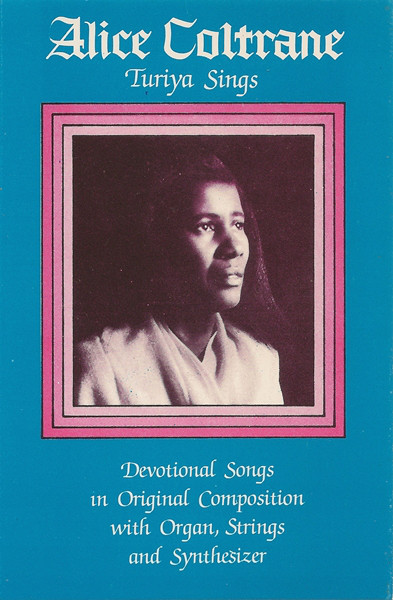 Alice Coltrane
Turiya Sings
Devotional Songs
in Original Composition
with Organ, Strings
and Synthesizer